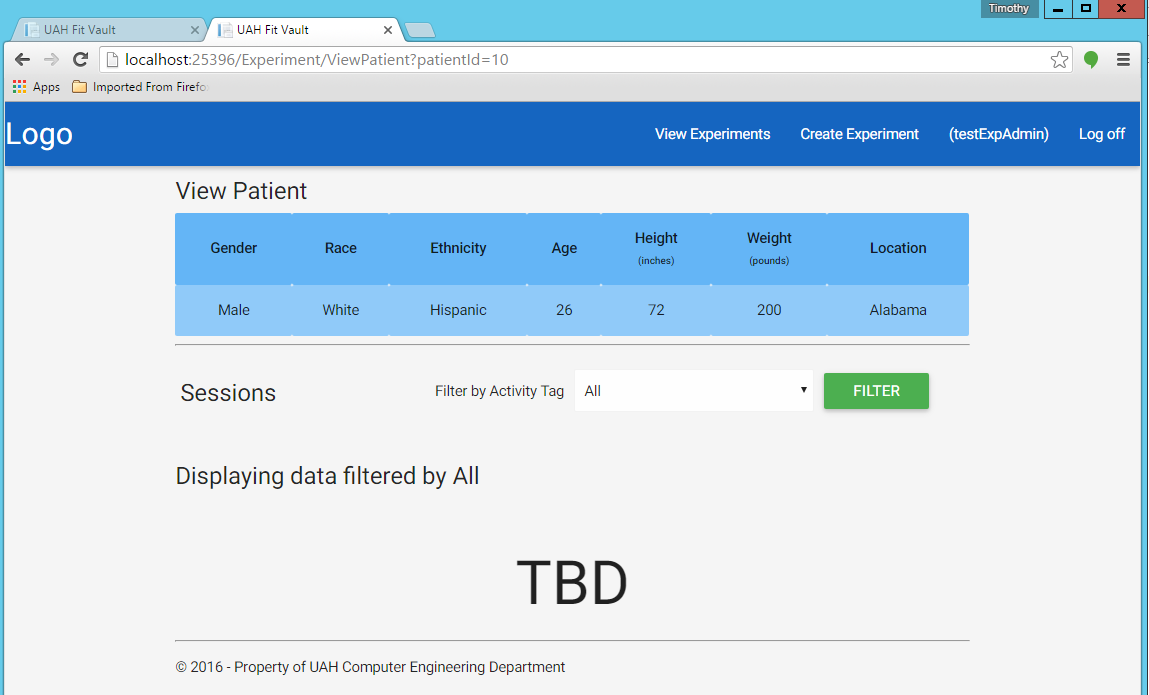 Timothy
UAH Fit Vault
UAH Fit Vault
localhost:25396/Experiment/ViewPatient?patientId=10
Apps Imported From Firefo
Logo View Experiments Create Experiment (testExpAdmin) Log off
View Patient
Gender Race Ethnicity Age Height (inches) Weight (pounds) Location
Male White Hispanic 26 72 200 Alabama
Sessions Filter by Activity Tag All FILTER
Displaying data filtered by All
TBD
© 2016 - Property of UAH Computer Engineering Department